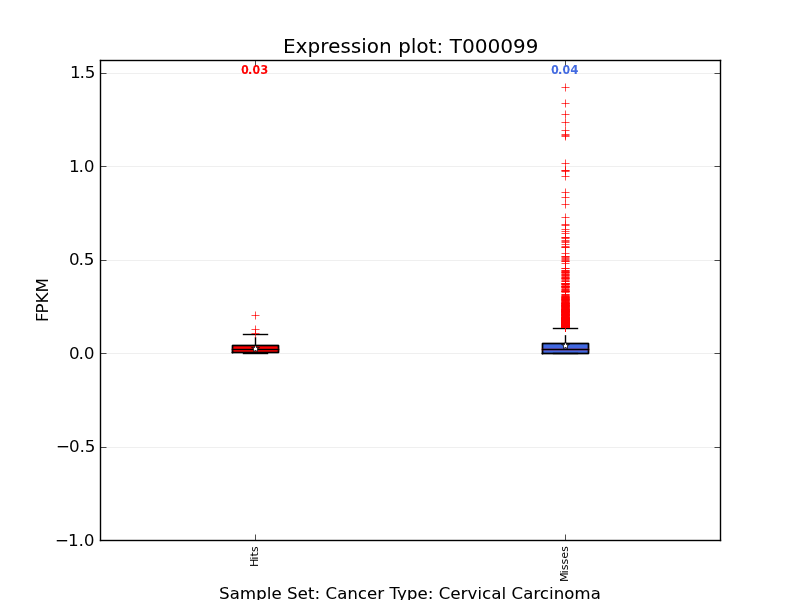 Expression plot: T000099
0.03 0.04
1.5
1.0
0.5
0.0
−0.5
−1.0
FPKM
Hits
Misses
Sample Set: Cancer Type: Cervical Carcinoma